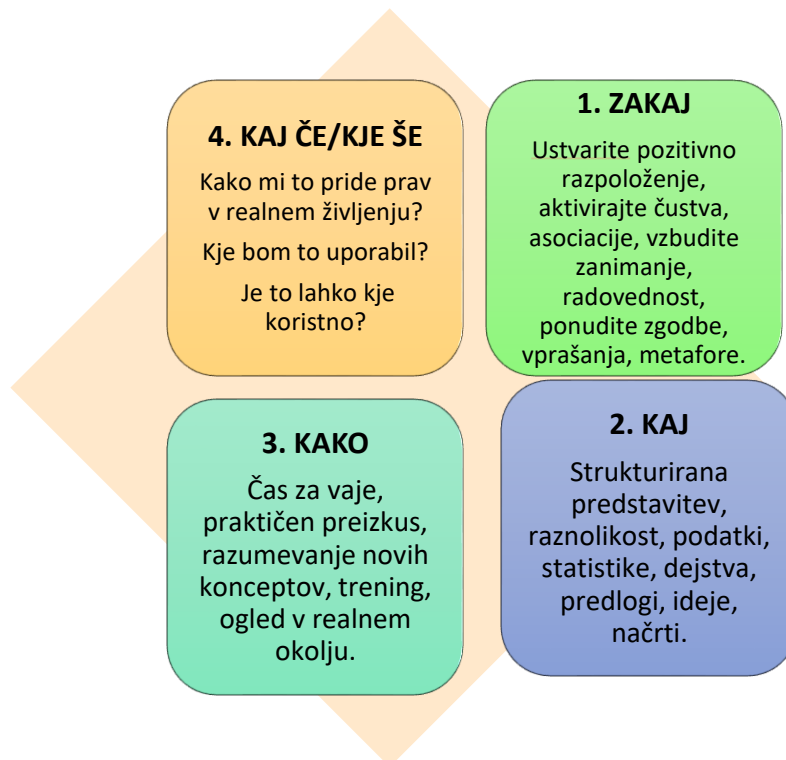 1. ZAKAJ
Ustvarite pozitivno
razpoloženje,
aktivirajte čustva,
asociacije, vzbudite
zanimanje,
radovednost,
ponudite zgodbe,
vprašanja, metafore.
2. KAJ
Strukturirana
predstavitev,
raznolikost, podatki,
statistike, dejstva,
predlogi, ideje,
načrti.
3. KAKO
Čas za vaje,
praktičen preizkus,
razumevanje novih
konceptov, trening,
ogled v realnem
okolju.
4. KAJ ČE/KJE ŠE
Kako mi to pride prav
v realnem življenju?
Kje bom to uporabil?
Je to lahko kje
koristno?